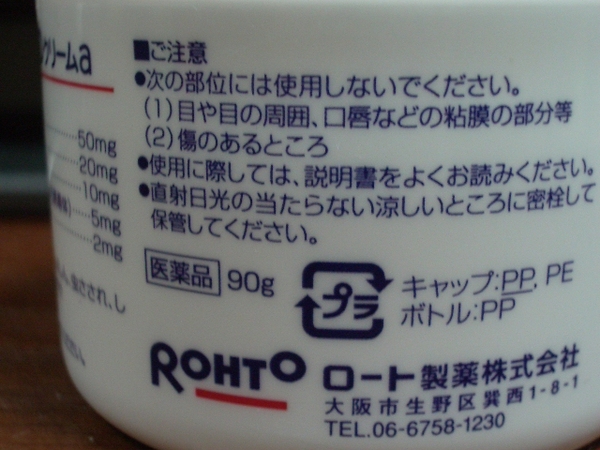 クリームa
50mg
20mg
10mg
5mg
2mg
■ご注意
●次の部位には使用しないでください。
(1)目や目の周囲、口唇などの粘膜の部分等
(2)傷のあるところ
●使用に際しては、説明書をよくお読みください。
●直射日光の当たらない涼しいところに密栓して
保管してください。
医薬品 90g
プラ
キャップ:PP, PE
ボトル:PP
ROHTO ロート製薬株式会社
大阪市生野区巽西1-8-1
TEL.06-6758-1230